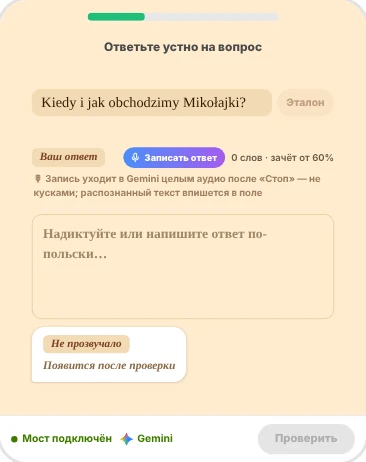 Ответьте устно на вопрос
Kiedy i jak obchodzimy Mikołajki?
Эталон
Ваш ответ
Записать ответ
0 слов · зачёт от 60%
Запись уходит в Gemini целым аудио после «Стоп» — не
кусками; распознанный текст впишется в поле
Надиктуйте или напишите ответ по-
польски…
Не прозвучало
Появится после проверки
Мост подключён
Gemini
Проверить